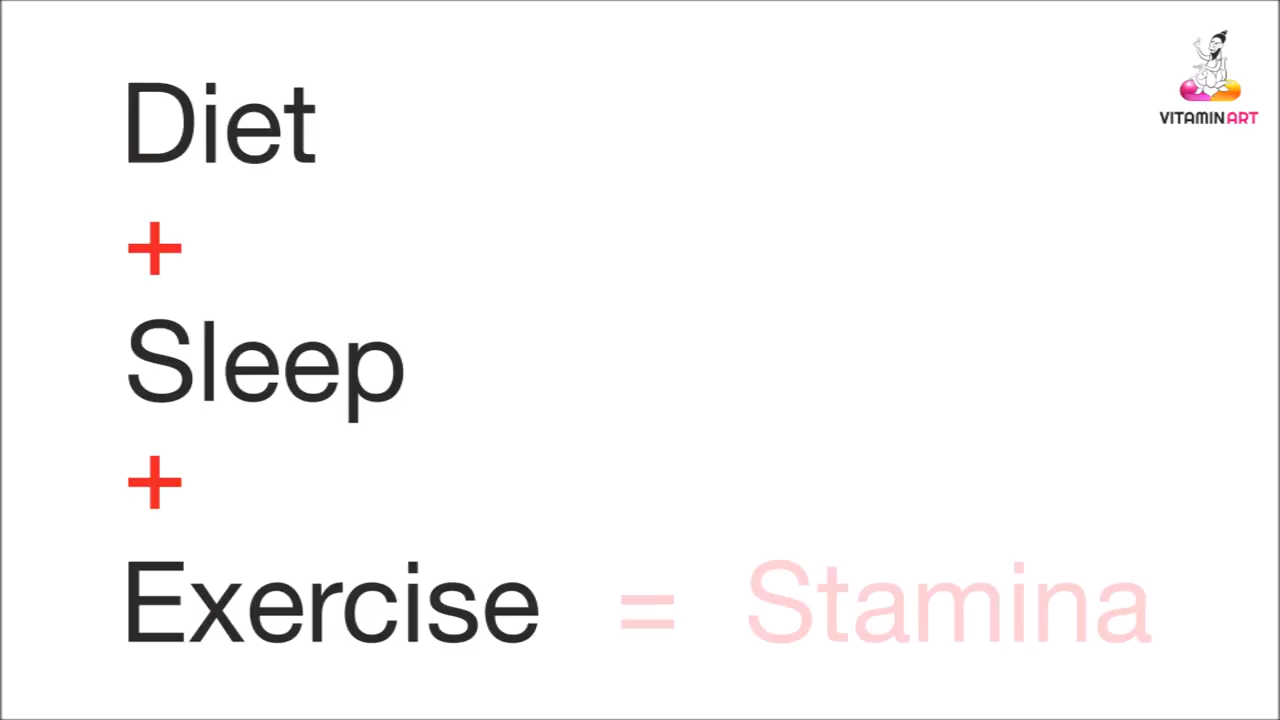 Diet
+
Sleep
+
Exercise = Stamina
VITAMINART